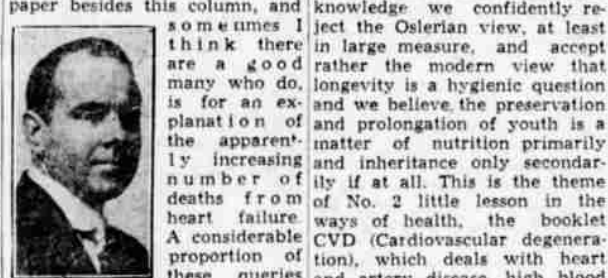 paper besides this column, and
sometimes I
think there
are a good
many who do,
is for an ex-
planation of
the apparent-
ly increasing
number of
deaths from
heart failure.
A considerable
proportion of
these queries
knowledge we confidently re-
ject the Oslerian view, at least
in large measure, and accept
rather the modern view that
longevity is a hygienic question
and we believe, the preservation
and prolongation of youth is a
matter of nutrition primarily
and inheritance only secondar-
ily if at all. This is the theme
of No. 2 little lesson in the
ways of health, the booklet
CVD (Cardiovascular degenera-
tion), which deals with heart
and artery disease, high blood